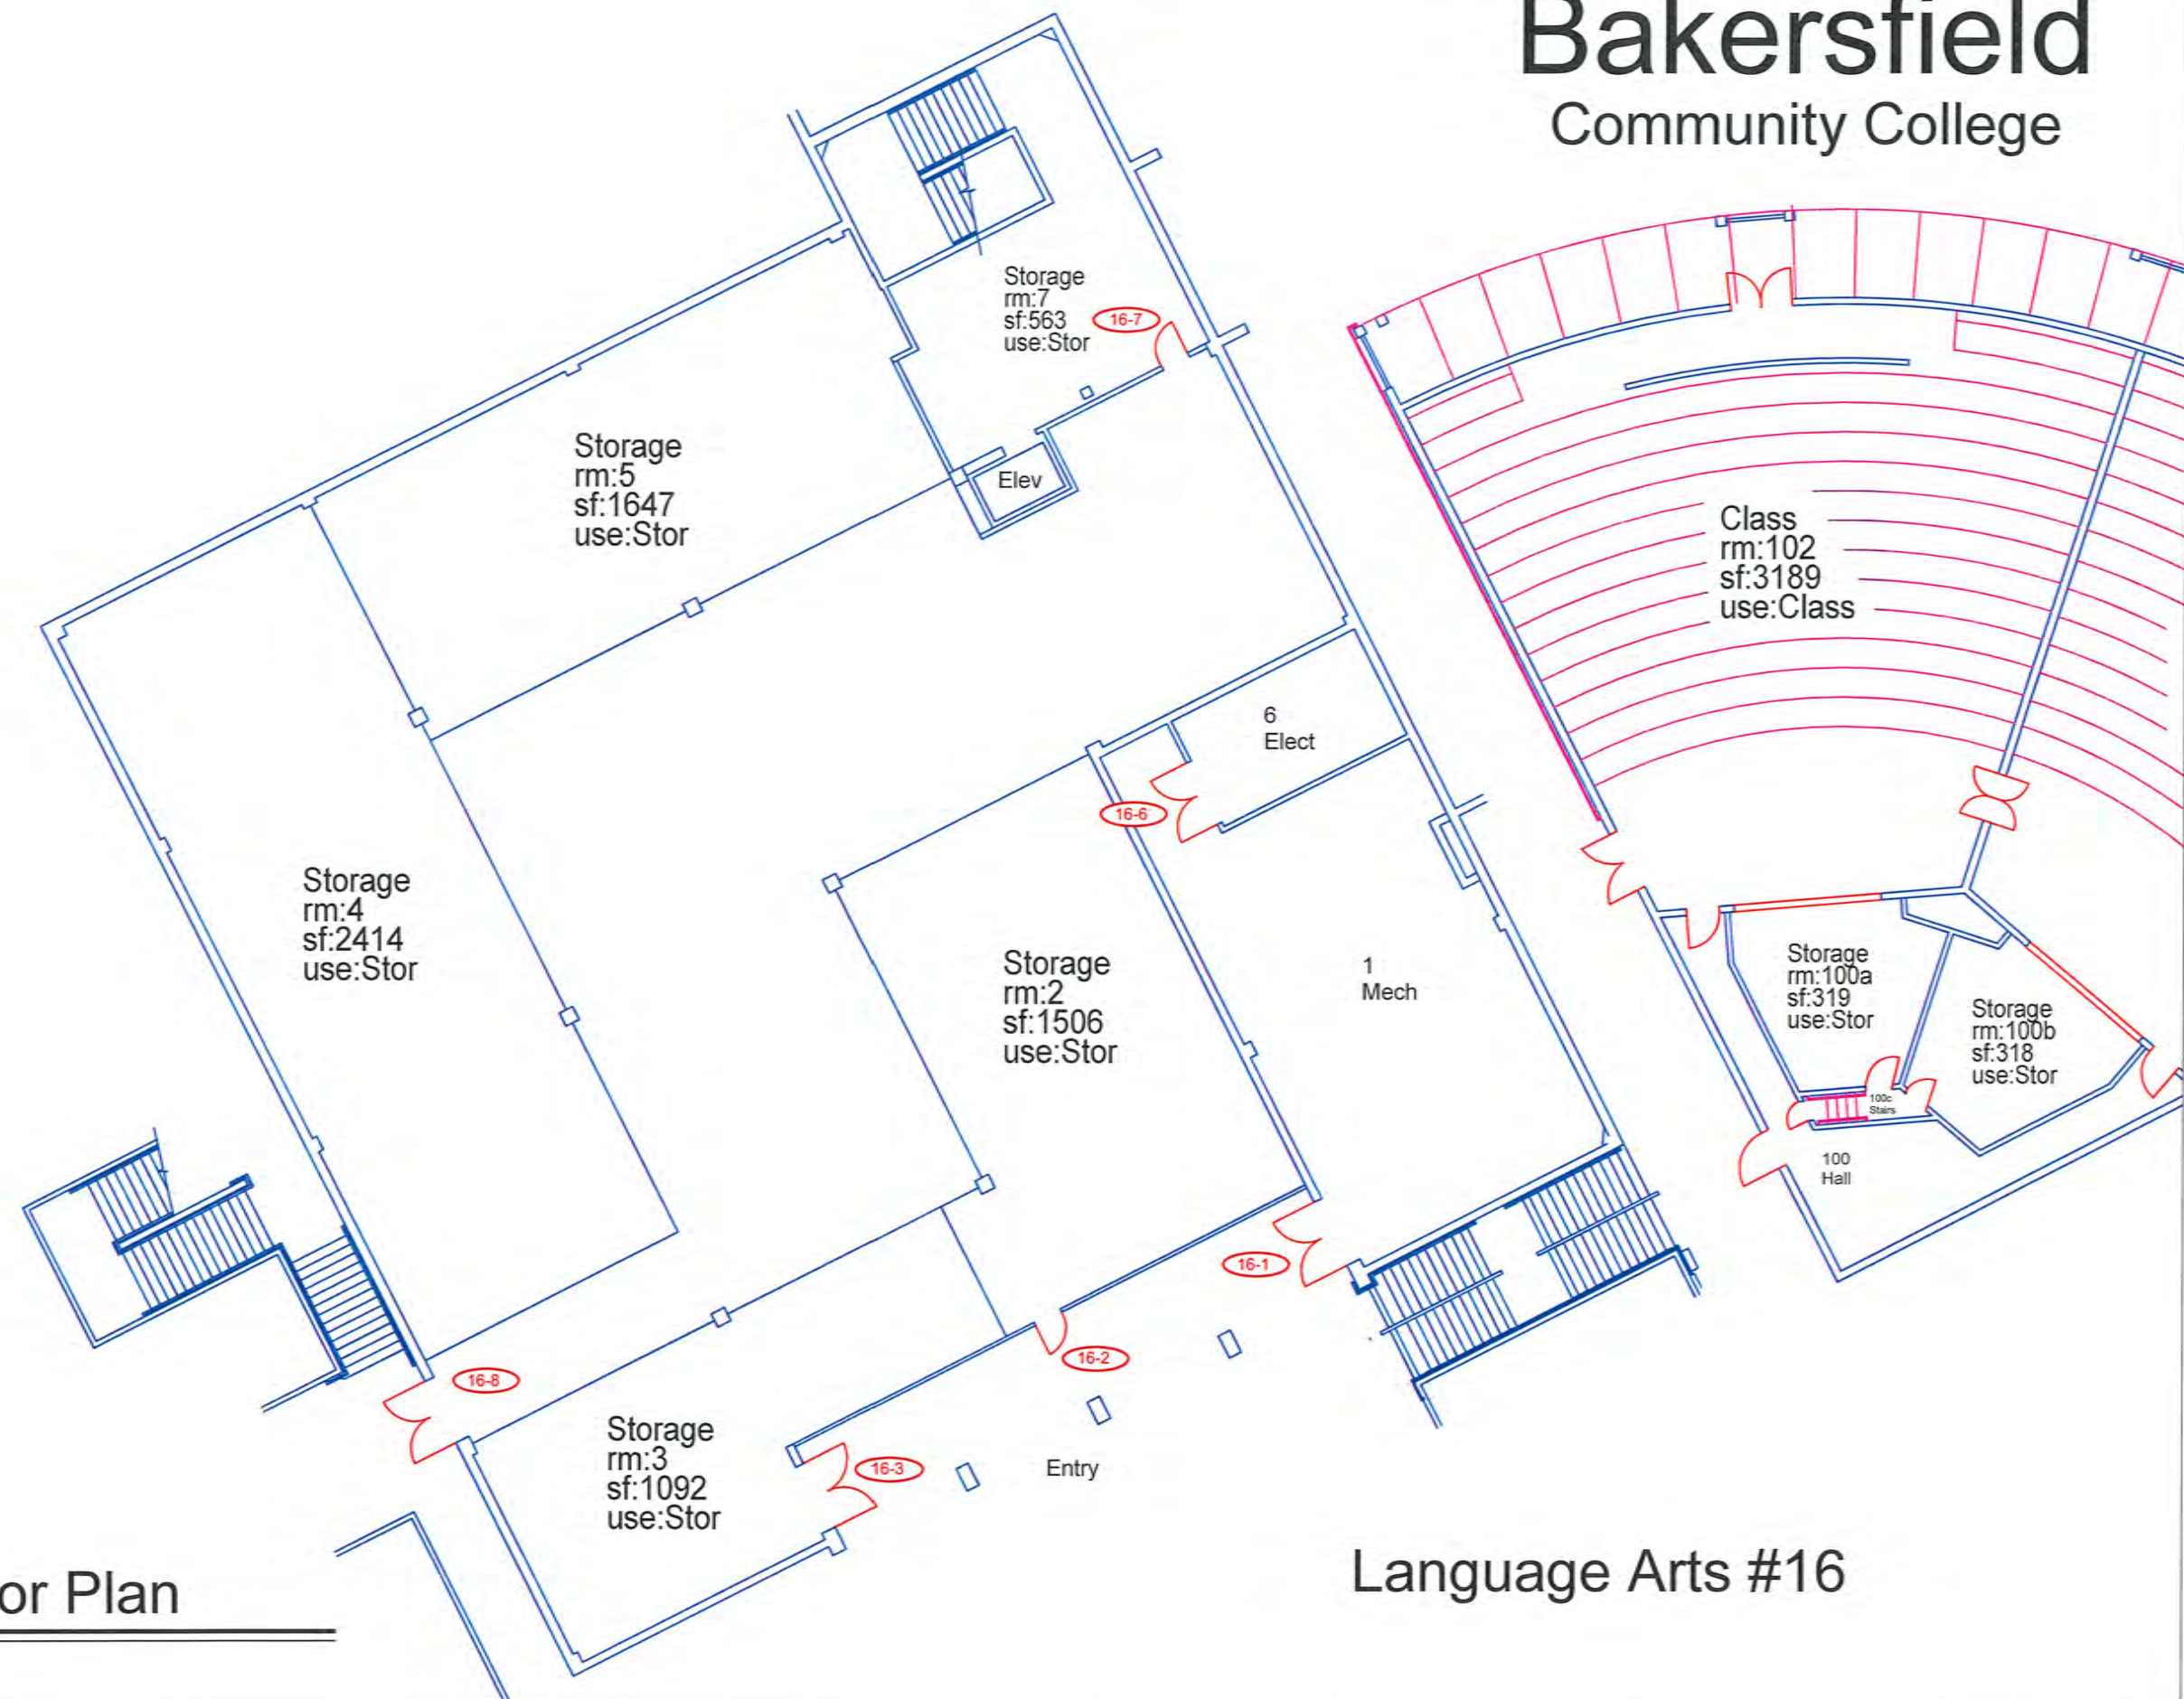 Bakersfield
Community College
Storage
rm:7
sf:563
use:Stor
16-7
Storage
rm:5
sf:1647
use:Stor
Elev
Class
rm:102
sf:3189
use:Class
6
Elect
16-6
Storage
rm:4
sf:2414
use:Stor
Storage
rm:2
sf:1506
use:Stor
1
Mech
Storage
rm:100a
sf:319
use:Stor
Storage
rm:100b
sf:318
use:Stor
100c
Stairs
100
Hall
16-1
16-2
16-8
Storage
rm:3
sf:1092
use:Stor
16-3
Entry
or Plan
Language Arts #16